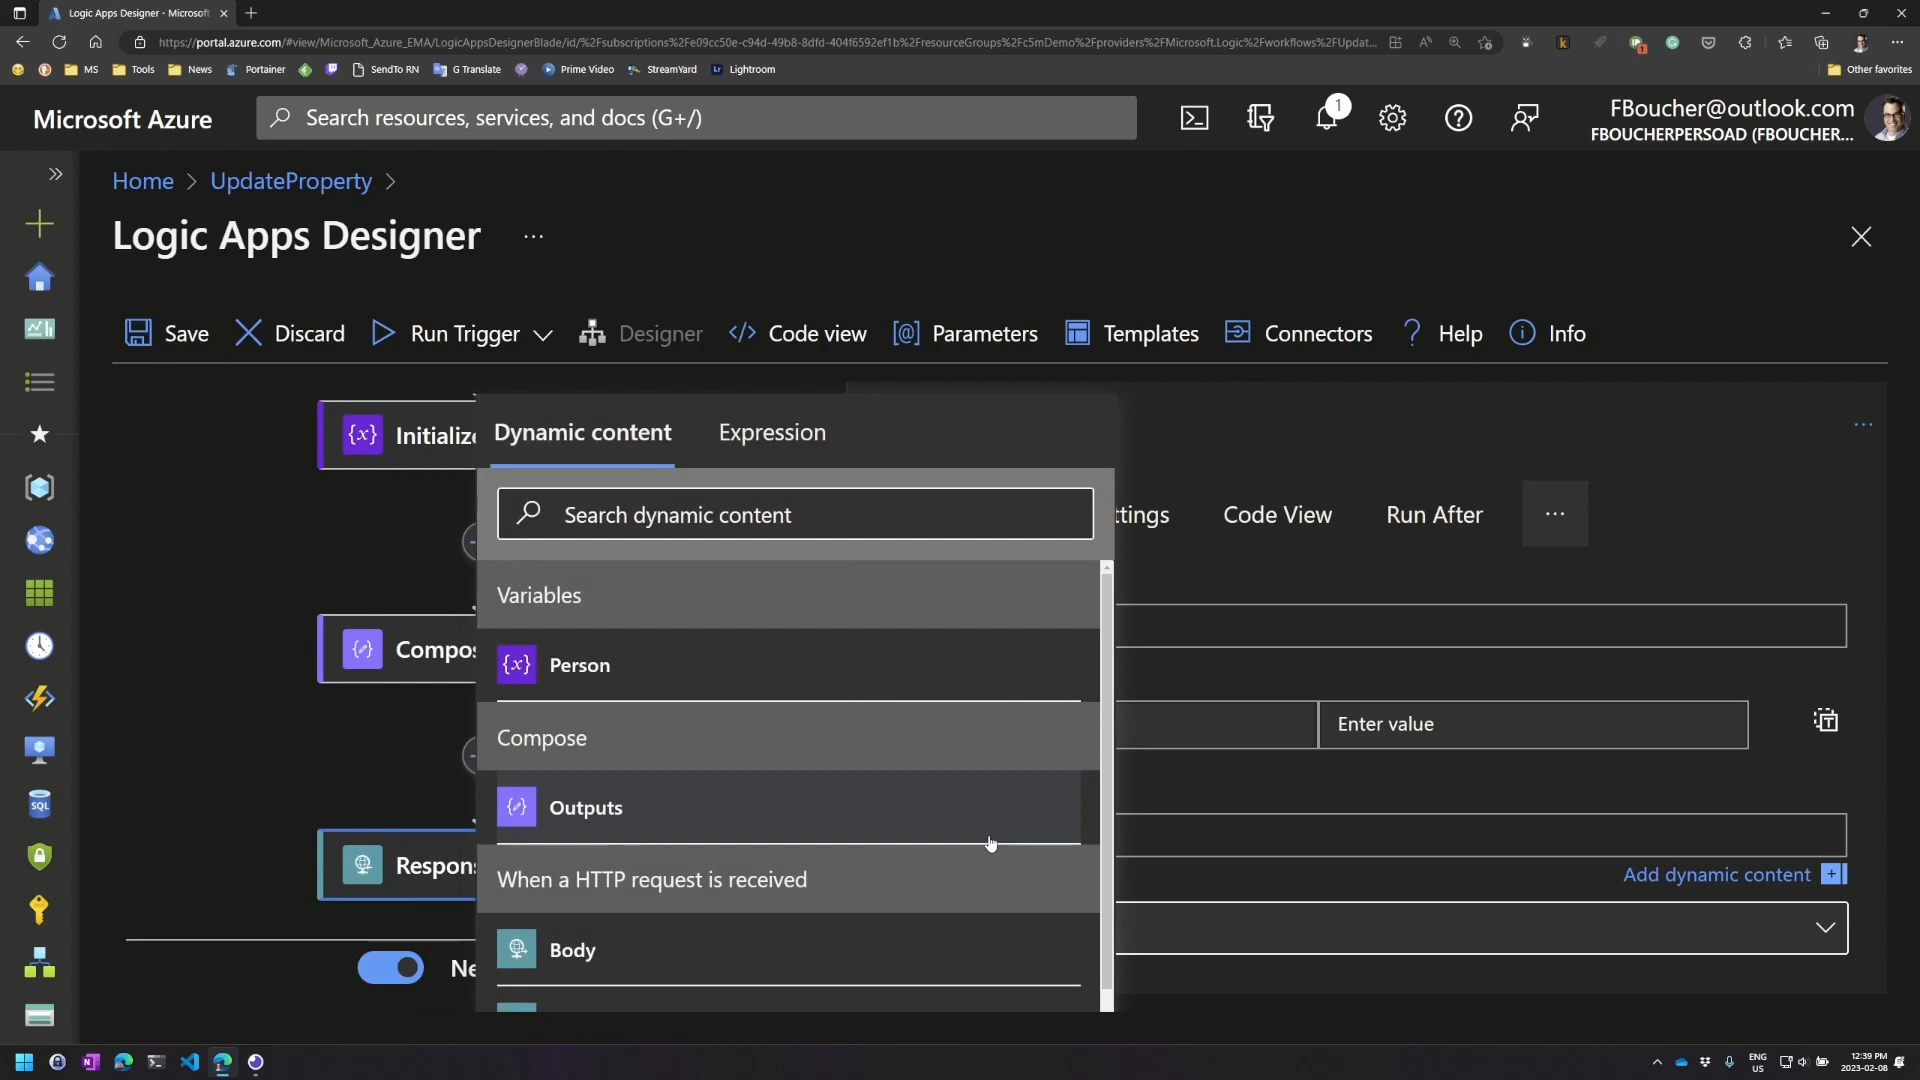 Logic Apps Designer - Microsoft
https://portal.azure.com/#view/Microsoft_Azure_EMA/LogicAppsDesignerBlade/id/%2Fsubscriptions%2Fe09cc50e-c94d-49b8-8dfd-404f6592ef1b%2FresourceGroups%2Fc5mDemo%2Fproviders%2FMicrosoft.Logic%2Fworkflows%2FUpdat...
MS
Tools
News
Portainer
SendTo RN
G Translate
Prime Video
StreamYard
Lightroom
Other favorites
Microsoft Azure
Search resources, services, and docs (G+/)
1
FBoucher@outlook.com
FBOUCHERPERSOAD (FBOUCHER...
Home > UpdateProperty >
Logic Apps Designer ...
Save
Discard
Run Trigger
Designer
Code view
Parameters
Templates
Connectors
Help
Info
Initialize
Dynamic content
Expression
Search dynamic content
ttings
Code View
Run After
Variables
Person
Compos
Enter value
Compose
Outputs
Respons
When a HTTP request is received
Add dynamic content
Body
Ne
SQL
ENG
US
12:39 PM
2023-02-08